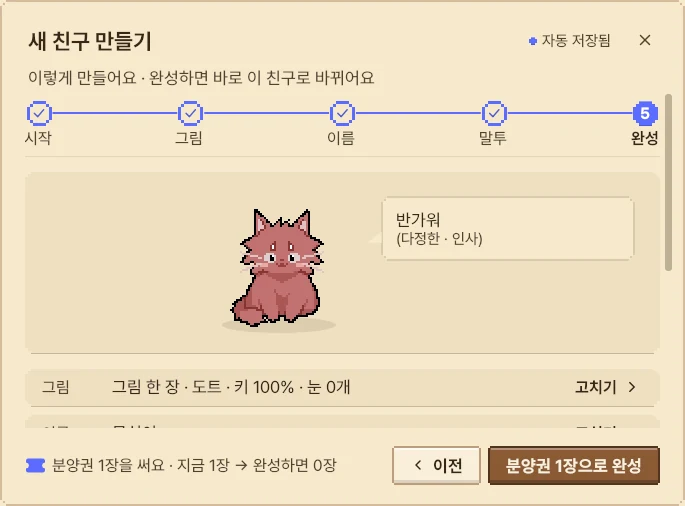 새 친구 만들기
자동 저장됨
이렇게 만들어요 · 완성하면 바로 이 친구로 바뀌어요
5
시작
그림
이름
말투
완성
반가워
(다정한 · 인사)
그림
그림 한 장 · 도트 · 키 100% · 눈 0개
고치기
분양권 1장을 써요 · 지금 1장 → 완성하면 0장
이전
분양권 1장으로 완성